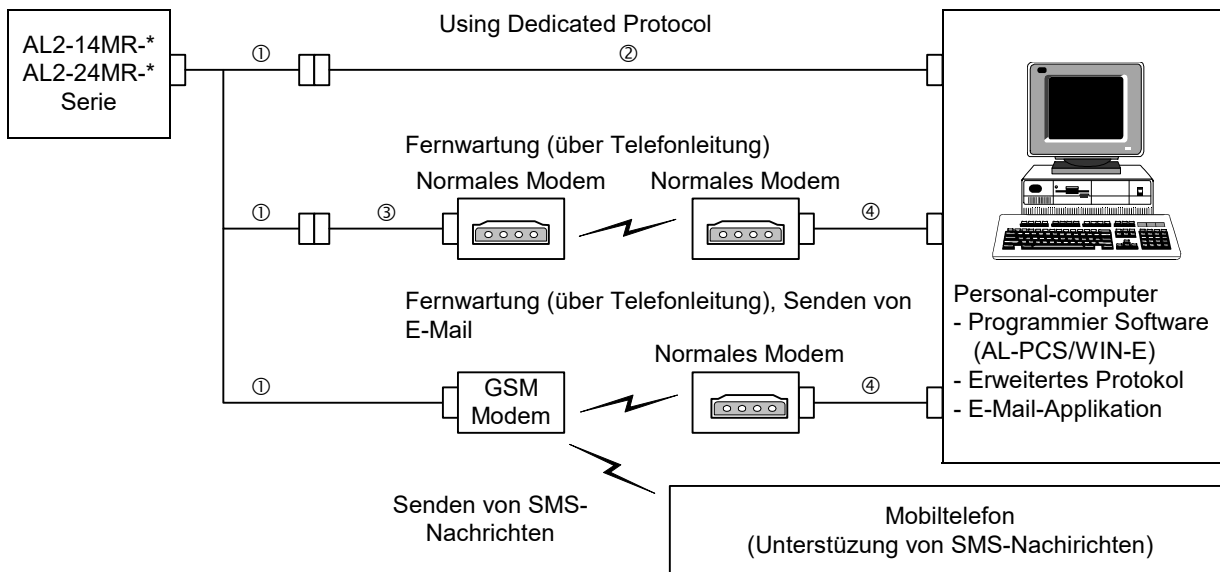 Using Dedicated Protocol
AL2-14MR-*
AL2-24MR-*
Serie
①
②
Fernwartung (über Telefonleitung)
Normales Modem
Normales Modem
①
③
④
Fernwartung (über Telefonleitung), Senden von
E-Mail
Normales Modem
①
GSM
Modem
④
Personal-computer
- Programmier Software
(AL-PCS/WIN-E)
- Erweitertes Protokol
- E-Mail-Applikation
Senden von SMS-
Nachrichten
Mobiltelefon
(Unterstüzung von SMS-Nachirichten)